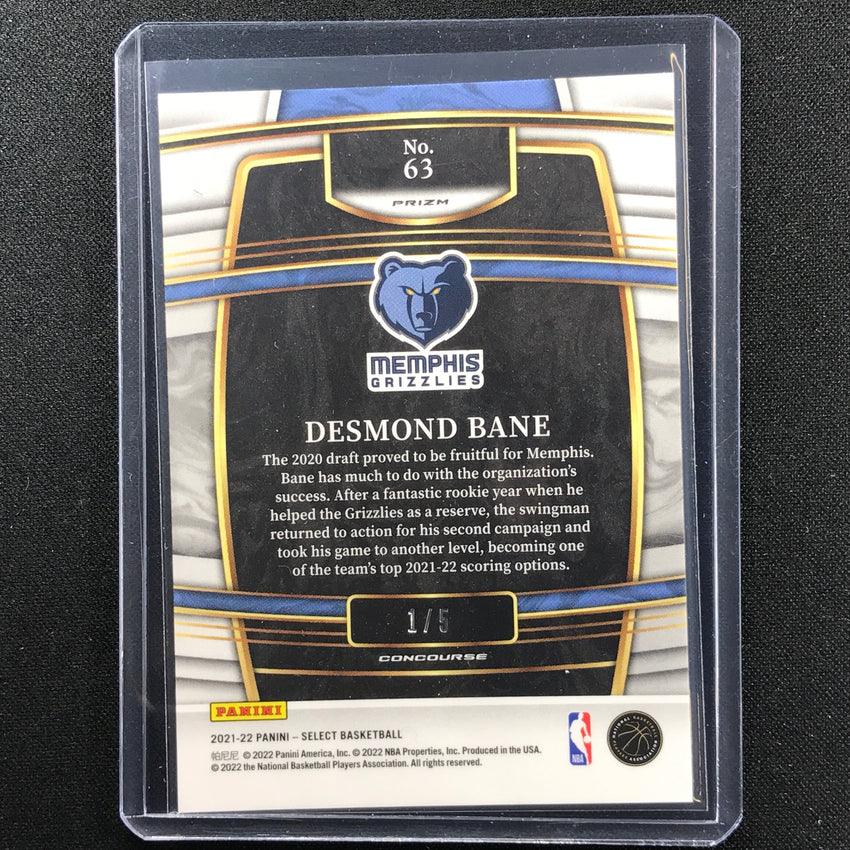 No.
63
PRIZM
MEMPHIS
GRIZZLIES
DESMOND BANE
The 2020 draft proved to be fruitful for Memphis.
Bane has much to do with the organization's
success. After a fantastic rookie year when he
helped the Grizzlies as a reserve, the swingman
returned to action for his second campaign and
took his game to another level, becoming one
of the team's top 2021-22 scoring options.
1/5
CONCOURSE
PANINI
2021-22 PANINI – SELECT BASKETBALL
帕尼尼 © 2022 Panini America, Inc. © 2022 NBA Properties, Inc. Produced in the USA.
© 2022 the National Basketball Players Association. All rights reserved.
NBA
NATIONAL BASKETBALL
PLAYERS ASSOCIATION